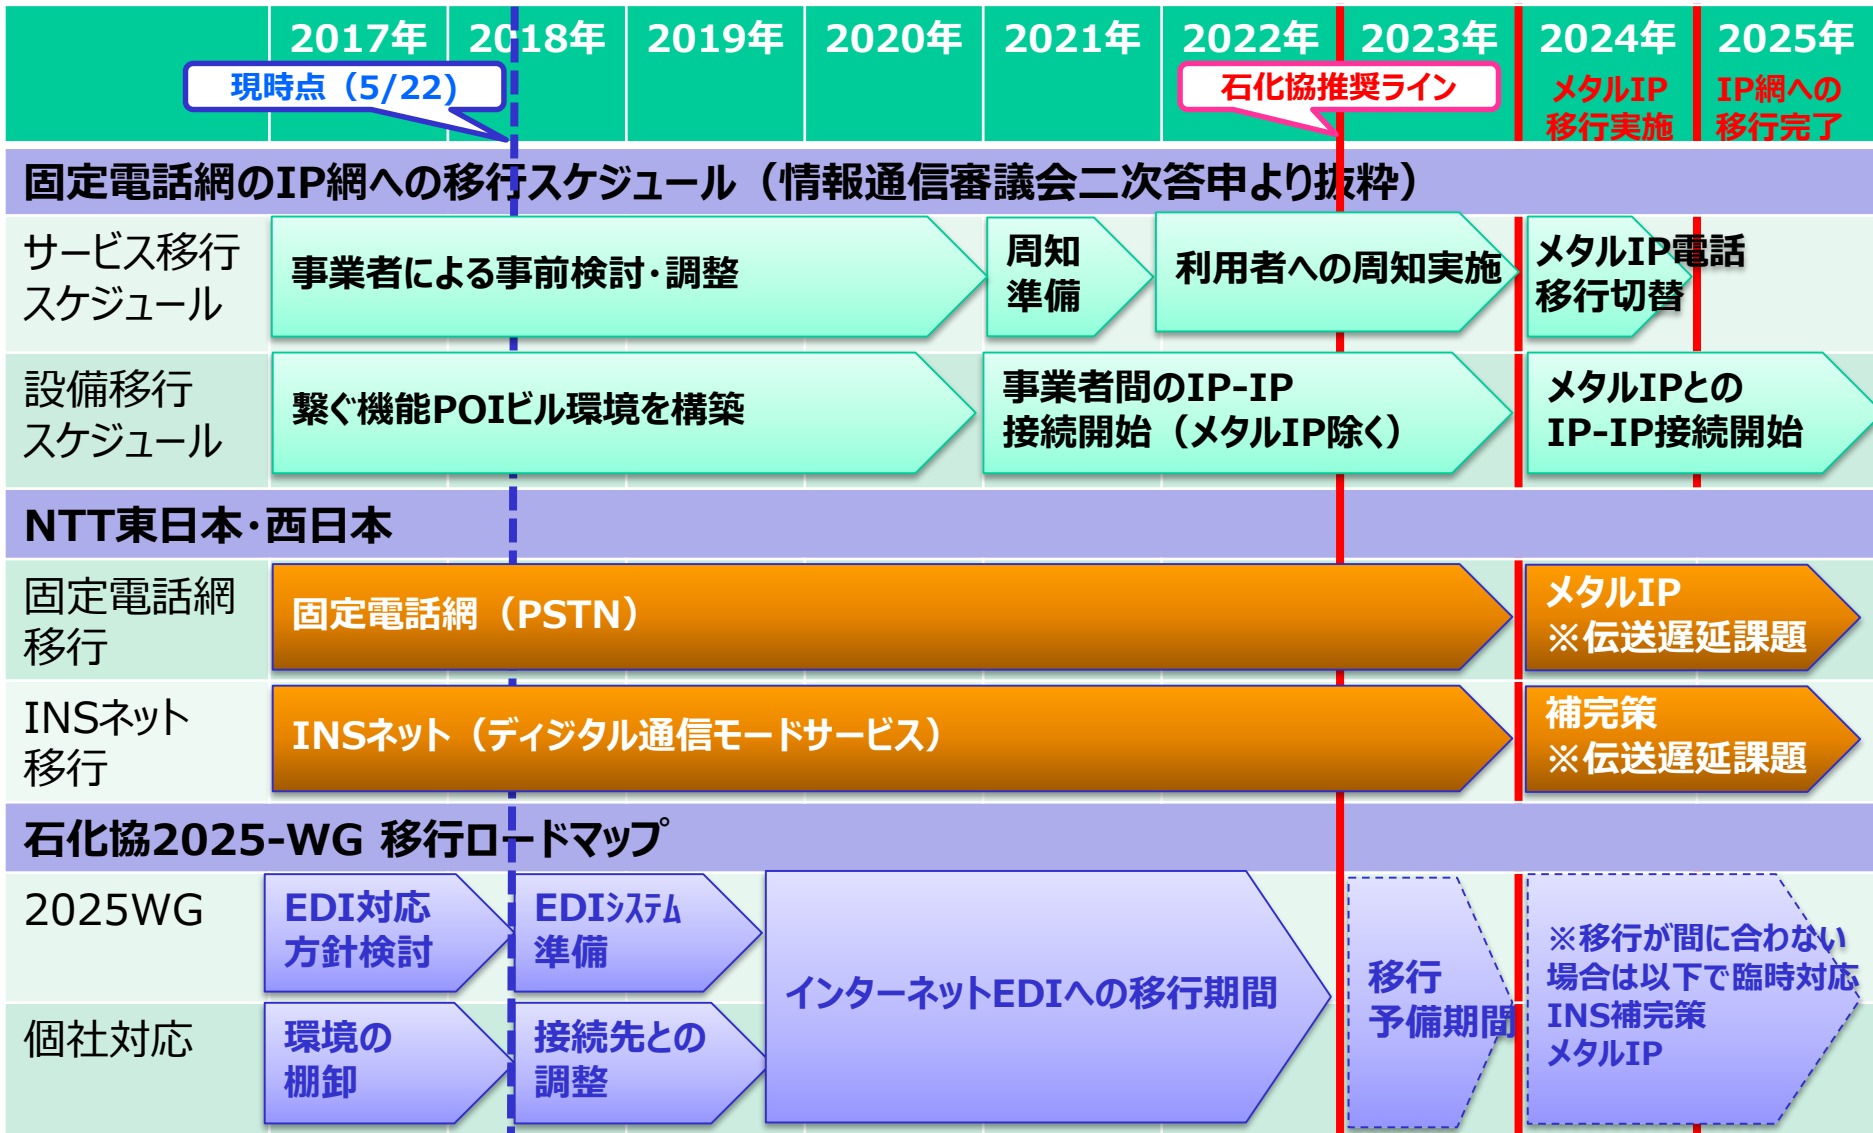 2017年 2018年 2019年 2020年 2021年 2022年 2023年 2024年 2025年
現時点（5/22)
石化協推奨ライン
メタルIP
移行実施
IP網への
移行完了
固定電話網のIP網への移行スケジュール（情報通信審議会二次答申より抜粋）
サービス移行
スケジュール
事業者による事前検討・調整
周知
準備
利用者への周知実施
メタルIP電話
移行切替
設備移行
スケジュール
繋ぐ機能POIビル環境を構築
事業者間のIP-IP
接続開始（メタルIP除く）
メタルIPとの
IP-IP接続開始
NTT東日本・西日本
固定電話網
移行
固定電話網（PSTN）
メタルIP
※伝送遅延課題
INSネット
移行
INSネット（ディジタル通信モードサービス）
補完策
※伝送遅延課題
石化協2025-WG 移行ロードマップ
2025WG
EDI対応
方針検討
EDIｼｽﾃﾑ
準備
インターネットEDIへの移行期間
移行
予備期間
※移行が間に合わない
場合は以下で臨時対応
INS補完策
メタルIP
個社対応
環境の
棚卸
接続先との
調整